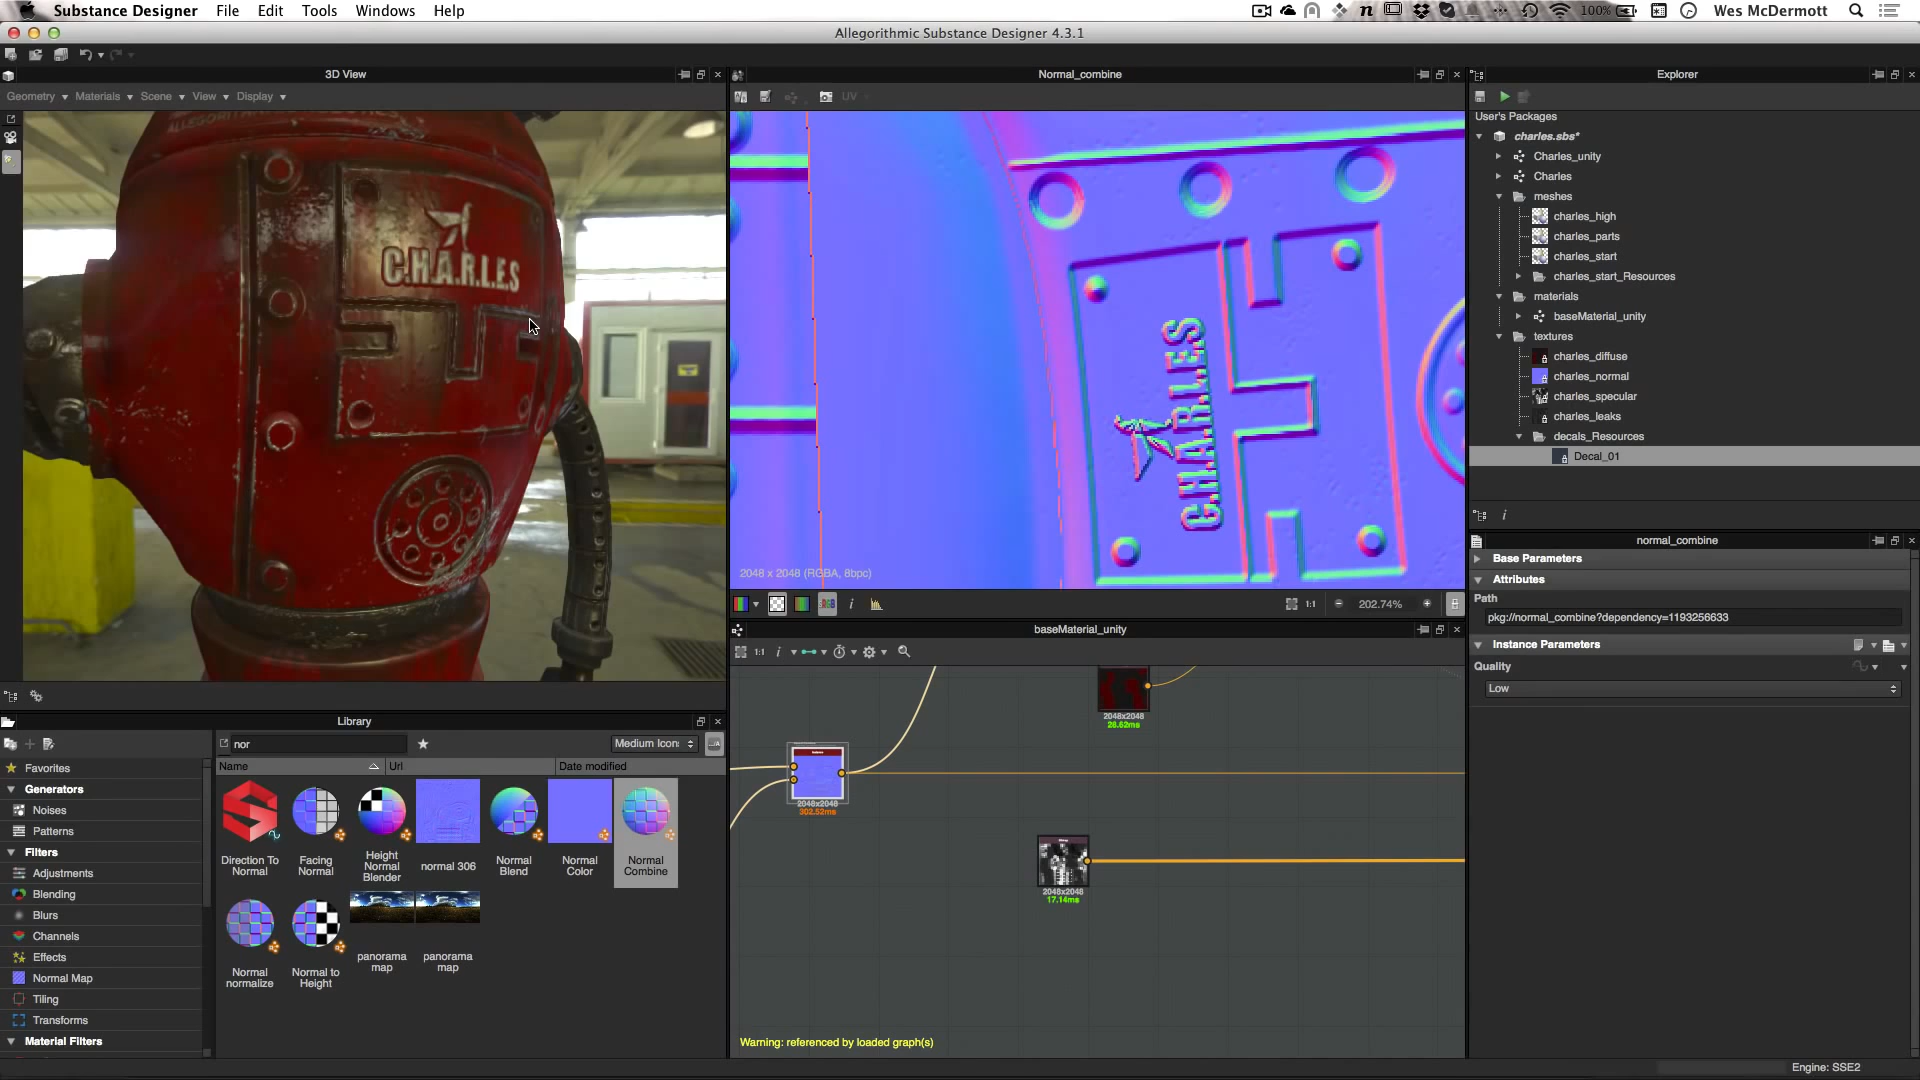 Substance Designer File Edit Tools Windows Help
100% Wes McDermott
Allegorithmic Substance Designer 4.3.1
3D View
Geometry Materials Scene View Display
C.H.A.R.L.E.S
Normal_combine
UV
C.H.A.R.L.E.S
2048 x 2048 (RGBA, 8bpc)
1:1 202.74%
baseMaterial_unity
1:1
2048x2048
28.62ms
2048x2048
302.52ms
2048x2048
17.14ms
Warning: referenced by loaded graph(s)
Library
nor
Medium Icon
Name Url Date modified
Favorites
Generators
Noises
Patterns
Filters
Adjustments
Blending
Blurs
Channels
Effects
Normal Map
Tiling
Transforms
Material Filters
Direction To Normal
Facing Normal
Height Normal Blender
normal 306
Normal Blend
Normal Color
Normal Combine
Normal normalize
Normal to Height
panorama map
panorama map
Explorer
User's Packages
charles.sbs*
Charles_unity
Charles
meshes
charles_high
charles_parts
charles_start
charles_start_Resources
materials
baseMaterial_unity
textures
charles_diffuse
charles_normal
charles_specular
charles_leaks
decals_Resources
Decal_01
normal_combine
Base Parameters
Attributes
Path
pkg://normal_combine?dependency=1193256633
Instance Parameters
Quality
Low
Engine: SSE2